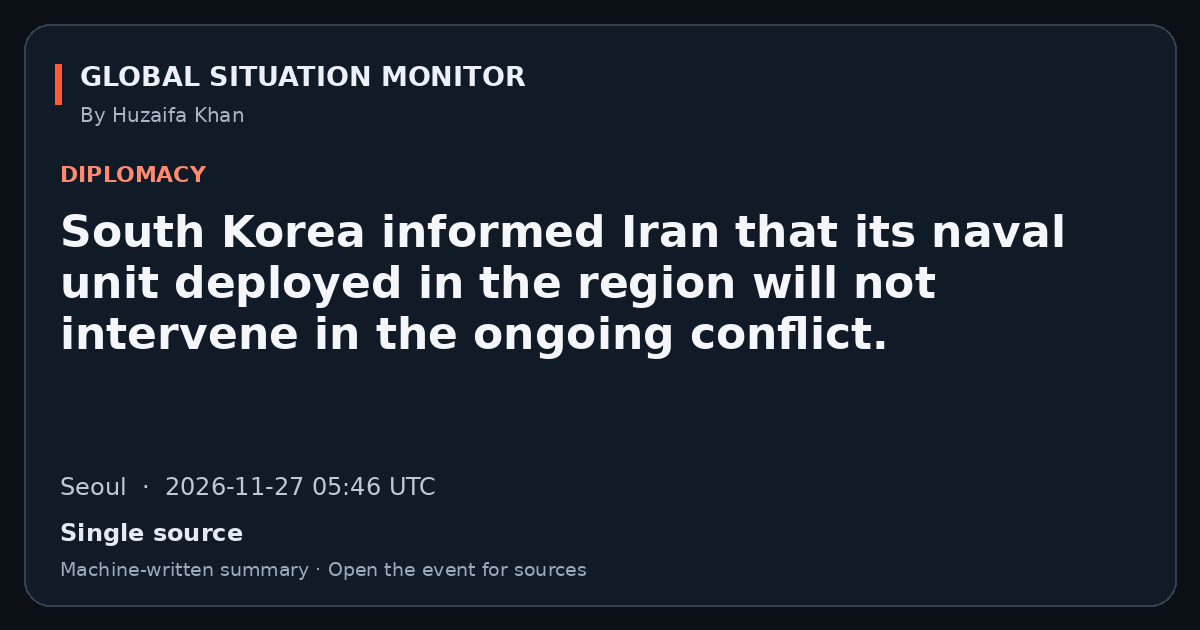 GLOBAL SITUATION MONITOR
By Huzaifa Khan
DIPLOMACY
South Korea informed Iran that its naval
unit deployed in the region will not
intervene in the ongoing conflict.
Seoul · 2026-11-27 05:46 UTC
Single source
Machine-written summary · Open the event for sources